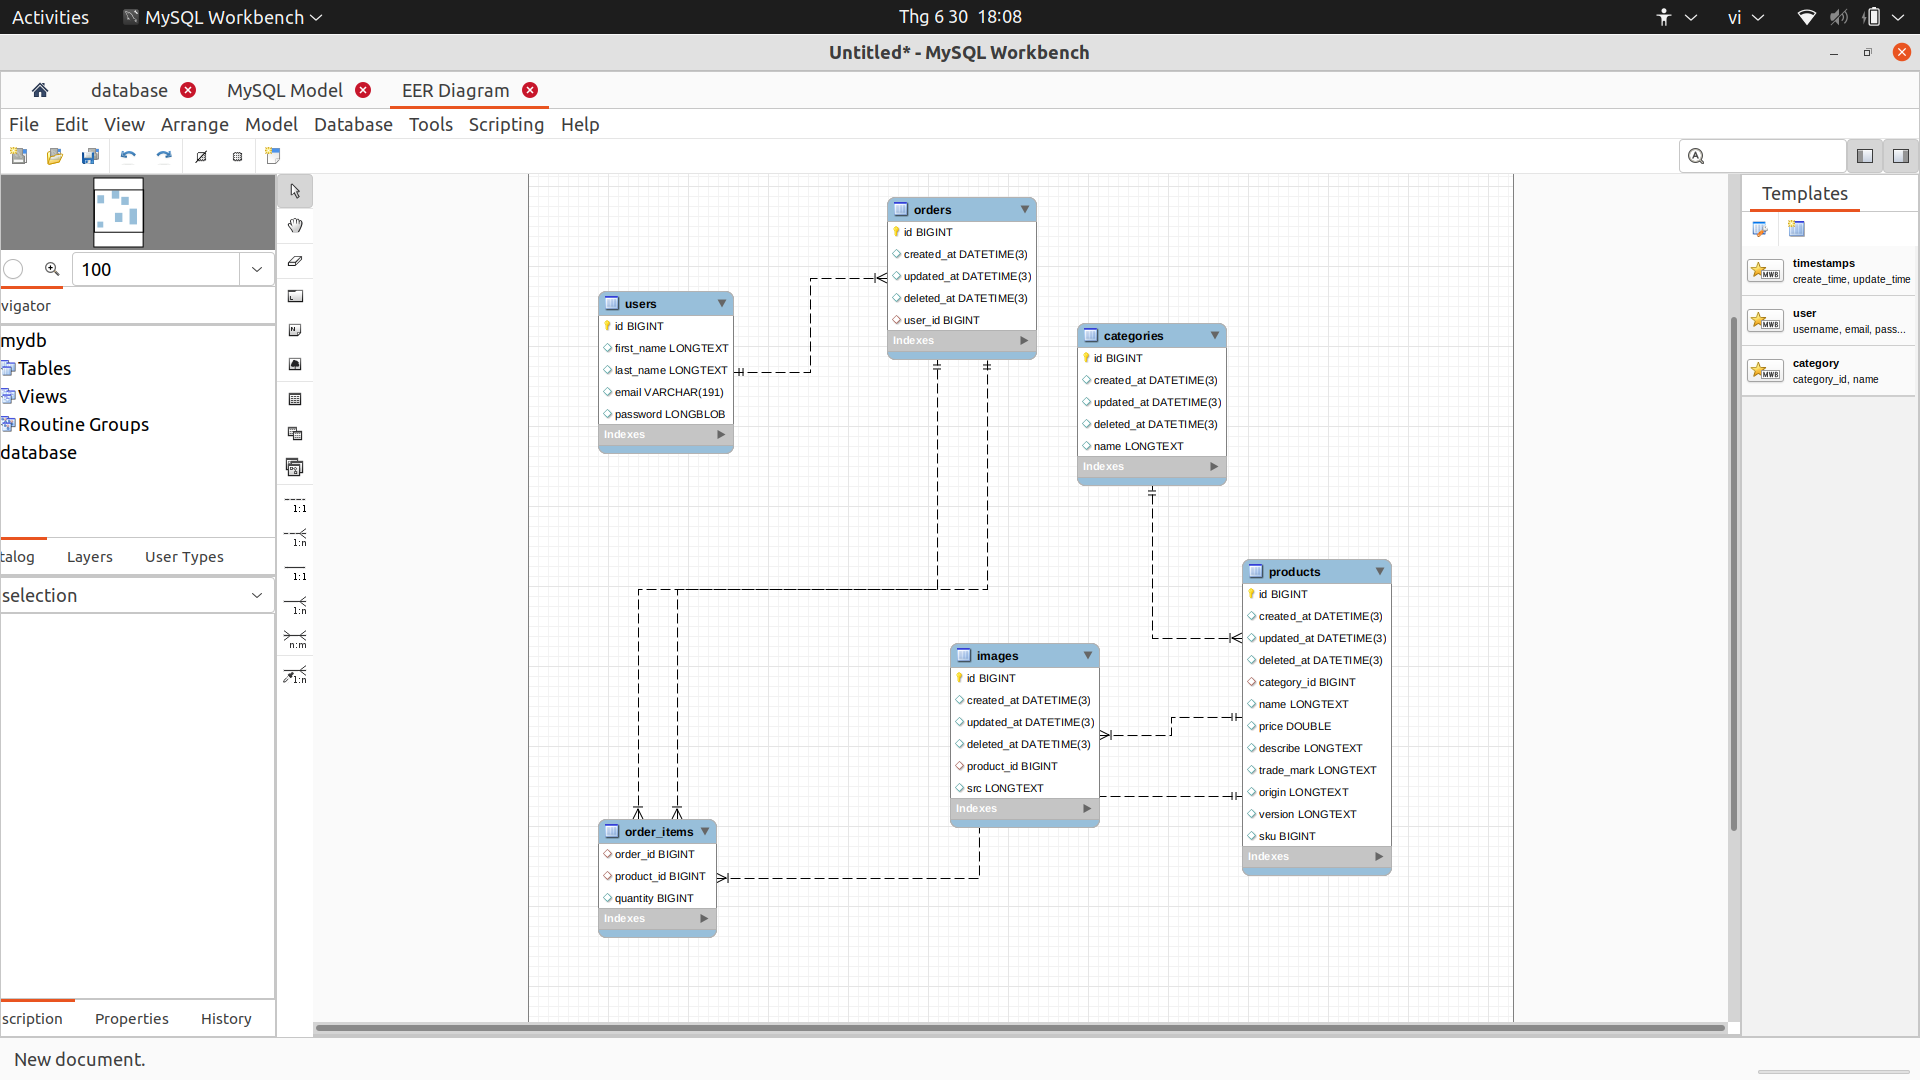 Activities
MySQL Workbench
Thg 6 30 18:08
vi
Untitled* - MySQL Workbench
database
MySQL Model
EER Diagram
File Edit View Arrange Model Database Tools Scripting Help
100
vigator
mydb
Tables
Views
Routine Groups
database
talog
Layers
User Types
selection
scription
Properties
History
1:1
1:n
1:1
1:n
n:m
1:n
orders
id BIGINT
created_at DATETIME(3)
updated_at DATETIME(3)
deleted_at DATETIME(3)
user_id BIGINT
Indexes
users
id BIGINT
first_name LONGTEXT
last_name LONGTEXT
email VARCHAR(191)
password LONGBLOB
Indexes
categories
id BIGINT
created_at DATETIME(3)
updated_at DATETIME(3)
deleted_at DATETIME(3)
name LONGTEXT
Indexes
products
id BIGINT
created_at DATETIME(3)
updated_at DATETIME(3)
deleted_at DATETIME(3)
category_id BIGINT
name LONGTEXT
price DOUBLE
describe LONGTEXT
trade_mark LONGTEXT
origin LONGTEXT
version LONGTEXT
sku BIGINT
Indexes
images
id BIGINT
created_at DATETIME(3)
updated_at DATETIME(3)
deleted_at DATETIME(3)
product_id BIGINT
src LONGTEXT
Indexes
order_items
order_id BIGINT
product_id BIGINT
quantity BIGINT
Indexes
Templates
MWB
timestamps
create_time, update_time
MWB
user
username, email, pass...
MWB
category
category_id, name
New document.